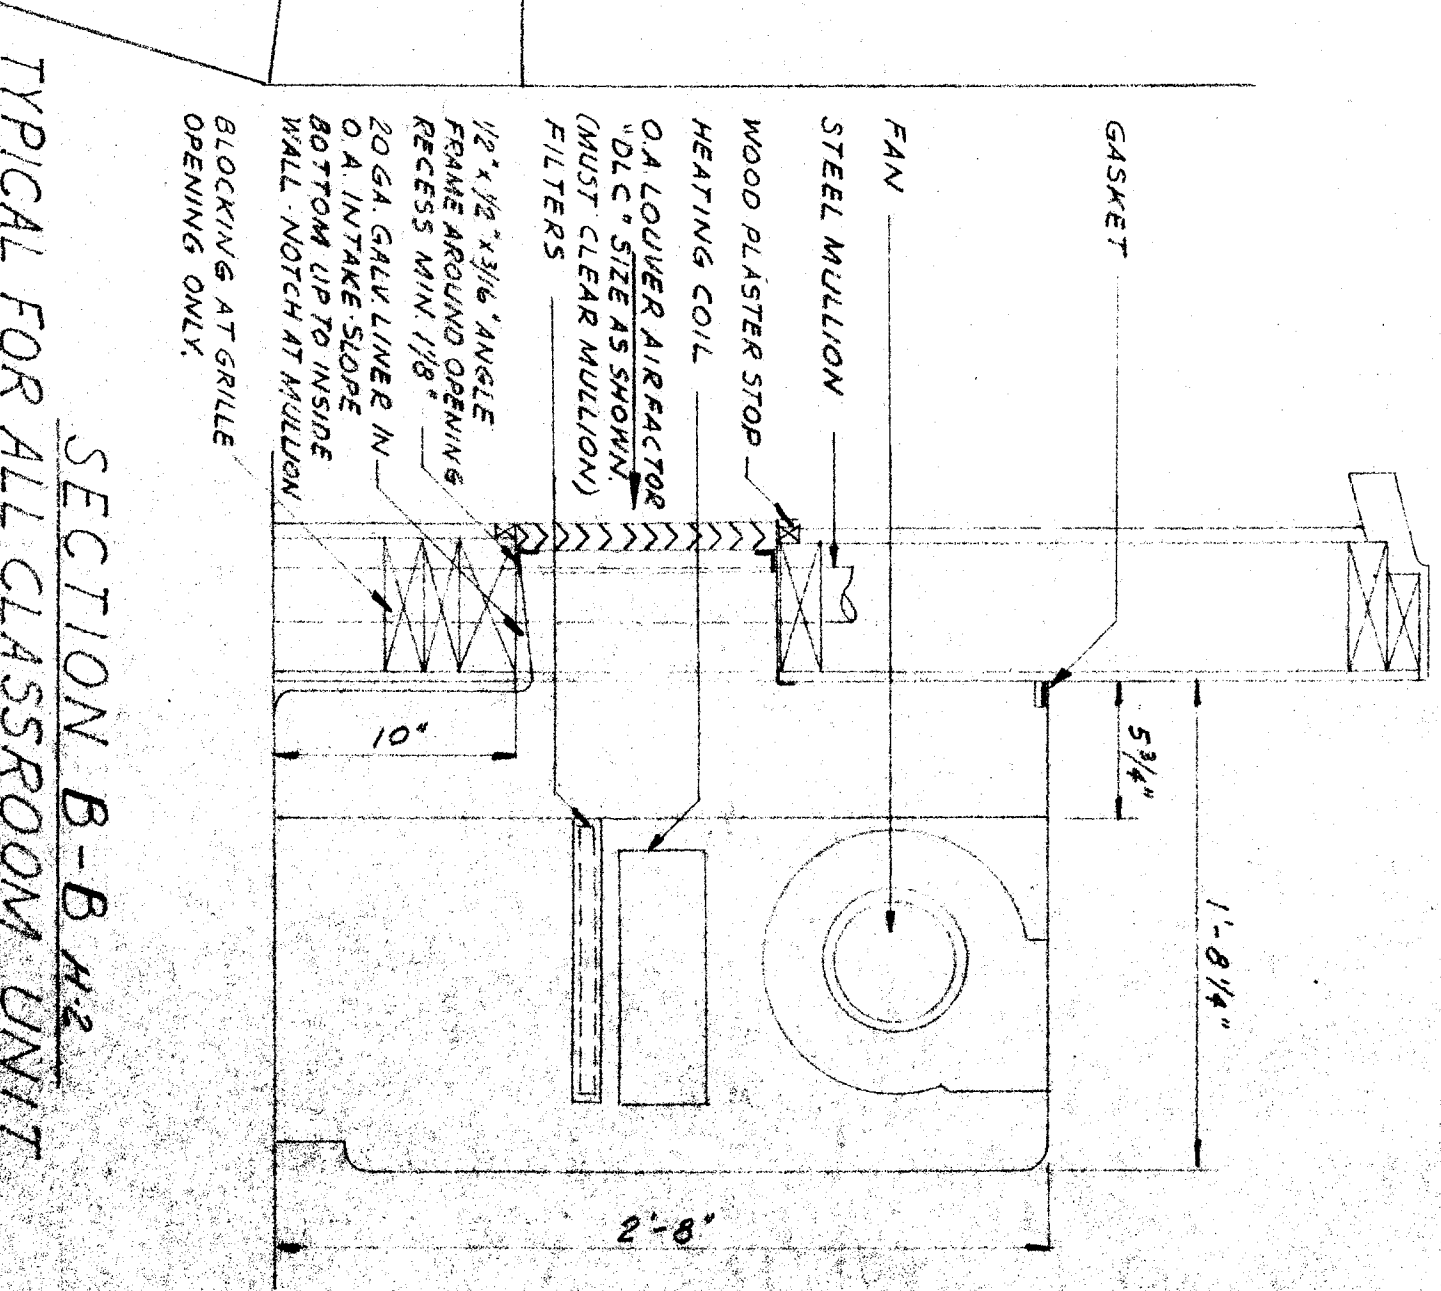 GASKET
FAN
STEEL MULLION
WOOD PLASTER STOP
HEATING COIL
O.A. LOUVER AIRFACTOR
"DLC" SIZE AS SHOWN.
(MUST CLEAR MULLION)
FILTERS
1/2" x 1/2" x 3/16" ANGLE
FRAME AROUND OPENING
RECESS MIN. 1 1/8"
20 GA. GALV. LINER IN
O.A. INTAKE-SLOPE
BOTTOM UP TO INSIDE
WALL - NOTCH AT MULLION
BLOCKING AT GRILLE
OPENING ONLY.
5 3/4"
1'-8 1/4"
10"
2'-8"
SECTION B-B H-2
TYPICAL FOR ALL CLASSROOM UNIT